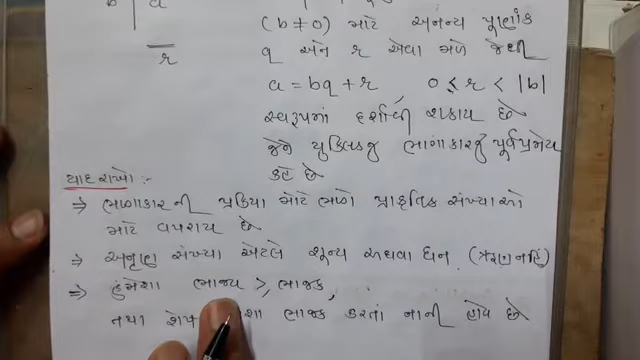 b a
r
(b ≠ 0) માટે અનન્ય પૂર્ણાંક
q અને r એવા મળે જેથી
a = bq + r 0 ≤ r < |b|
સ્વરૂપમાં દર્શાવી શકાય છે
જેને યુક્લિડનું ભાગાકારનું પૂર્વપ્રમેય
કહે છે
યાદ રાખો :-
⇒ ભાગાકારની પ્રક્રિયા માટે પ્રાકૃતિક સંખ્યાઓ
માટે વપરાય છે
⇒ અનૃણ સંખ્યા એટલે શૂન્ય અથવા ધન (ઋણ નહિં)
⇒ હંમેશા ભાજ્ય ≥ ભાજક,
તથા ભાજક કરતાં નાની હોય છે